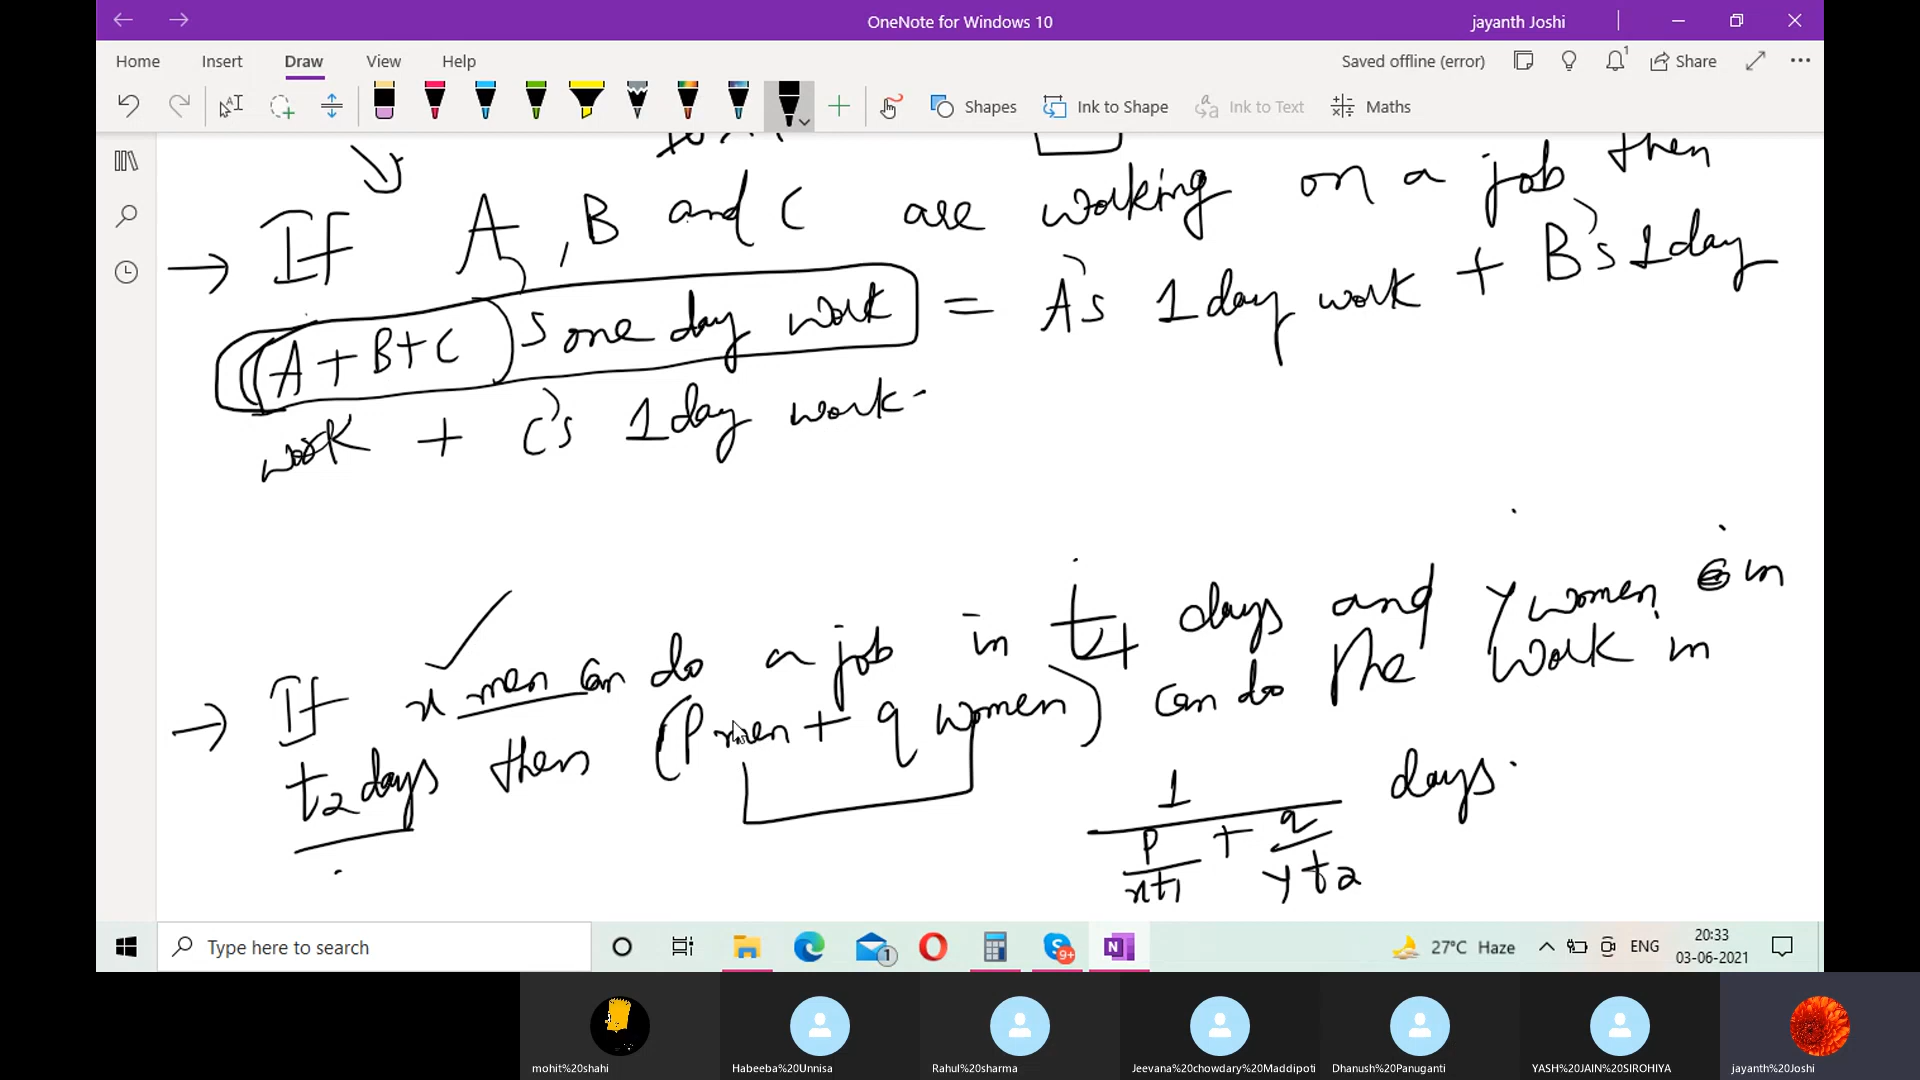 OneNote for Windows 10
jayanth Joshi
Home Insert Draw View Help
Saved offline (error)
1
Share
Shapes
Ink to Shape
Ink to Text
Maths
then
→ If A, B and C are working on a job
(A+B+C)'s one day work = A's 1 day work + B's 1 day
work + C's 1 day work.
→ If x men can do a job in t1 days and y women in
t2 days then (P men + q women) can do the work in
1
P/xt1 + q/yt2 days.
Type here to search
1
9+
27°C Haze
ENG
20:33
03-06-2021
mohit%20shahi
Habeeba%20Unnisa
Rahul%20sharma
Jeevana%20chowdary%20Maddipoti
Dhanush%20Panuganti
YASH%20JAIN%20SIROHIYA
jayanth%20Joshi